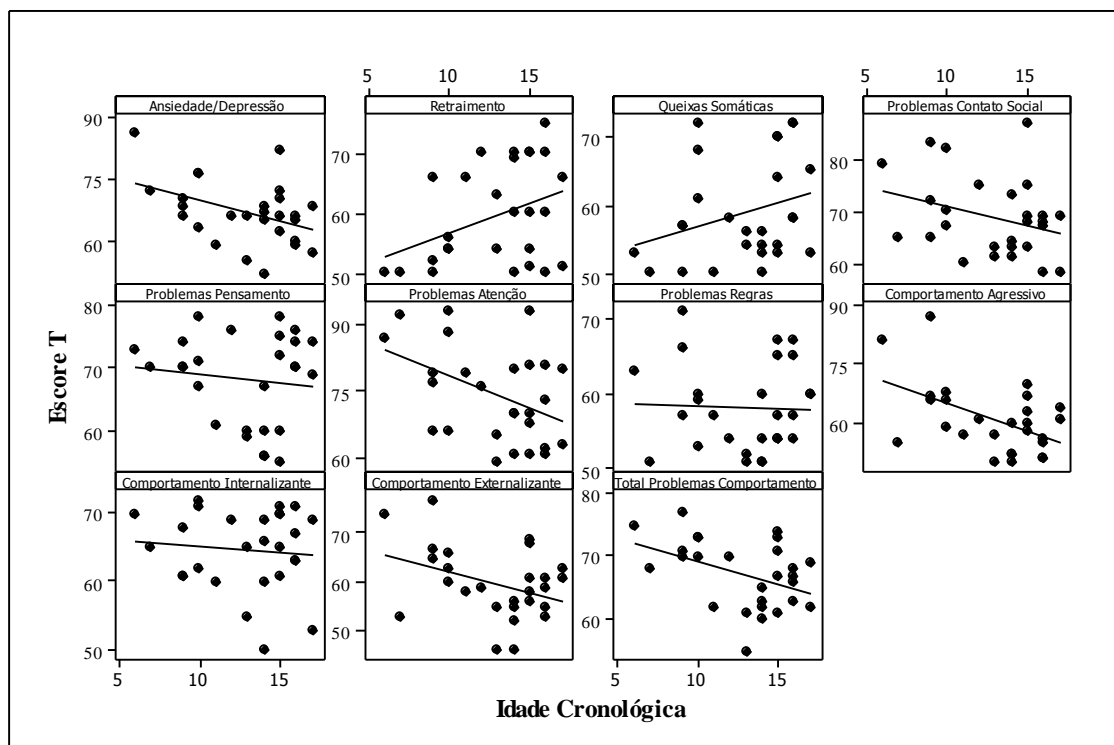 5 10 15 5 10 15
Ansiedade/Depressão Retraimento Queixas Somáticas Problemas Contato Social
90 75 60
70 60 50
70 60 50
80 70 60
Problemas Pensamento Problemas Atenção Problemas Regras Comportamento Agressivo
80 70 60
90 75 60
70 60 50
90 75 60
Comportamento Internalizante Comportamento Externalizante Total Problemas Comportamento
70 60 50
70 60 50
80 70 60
5 10 15 5 10 15
Escore T
Idade Cronológica